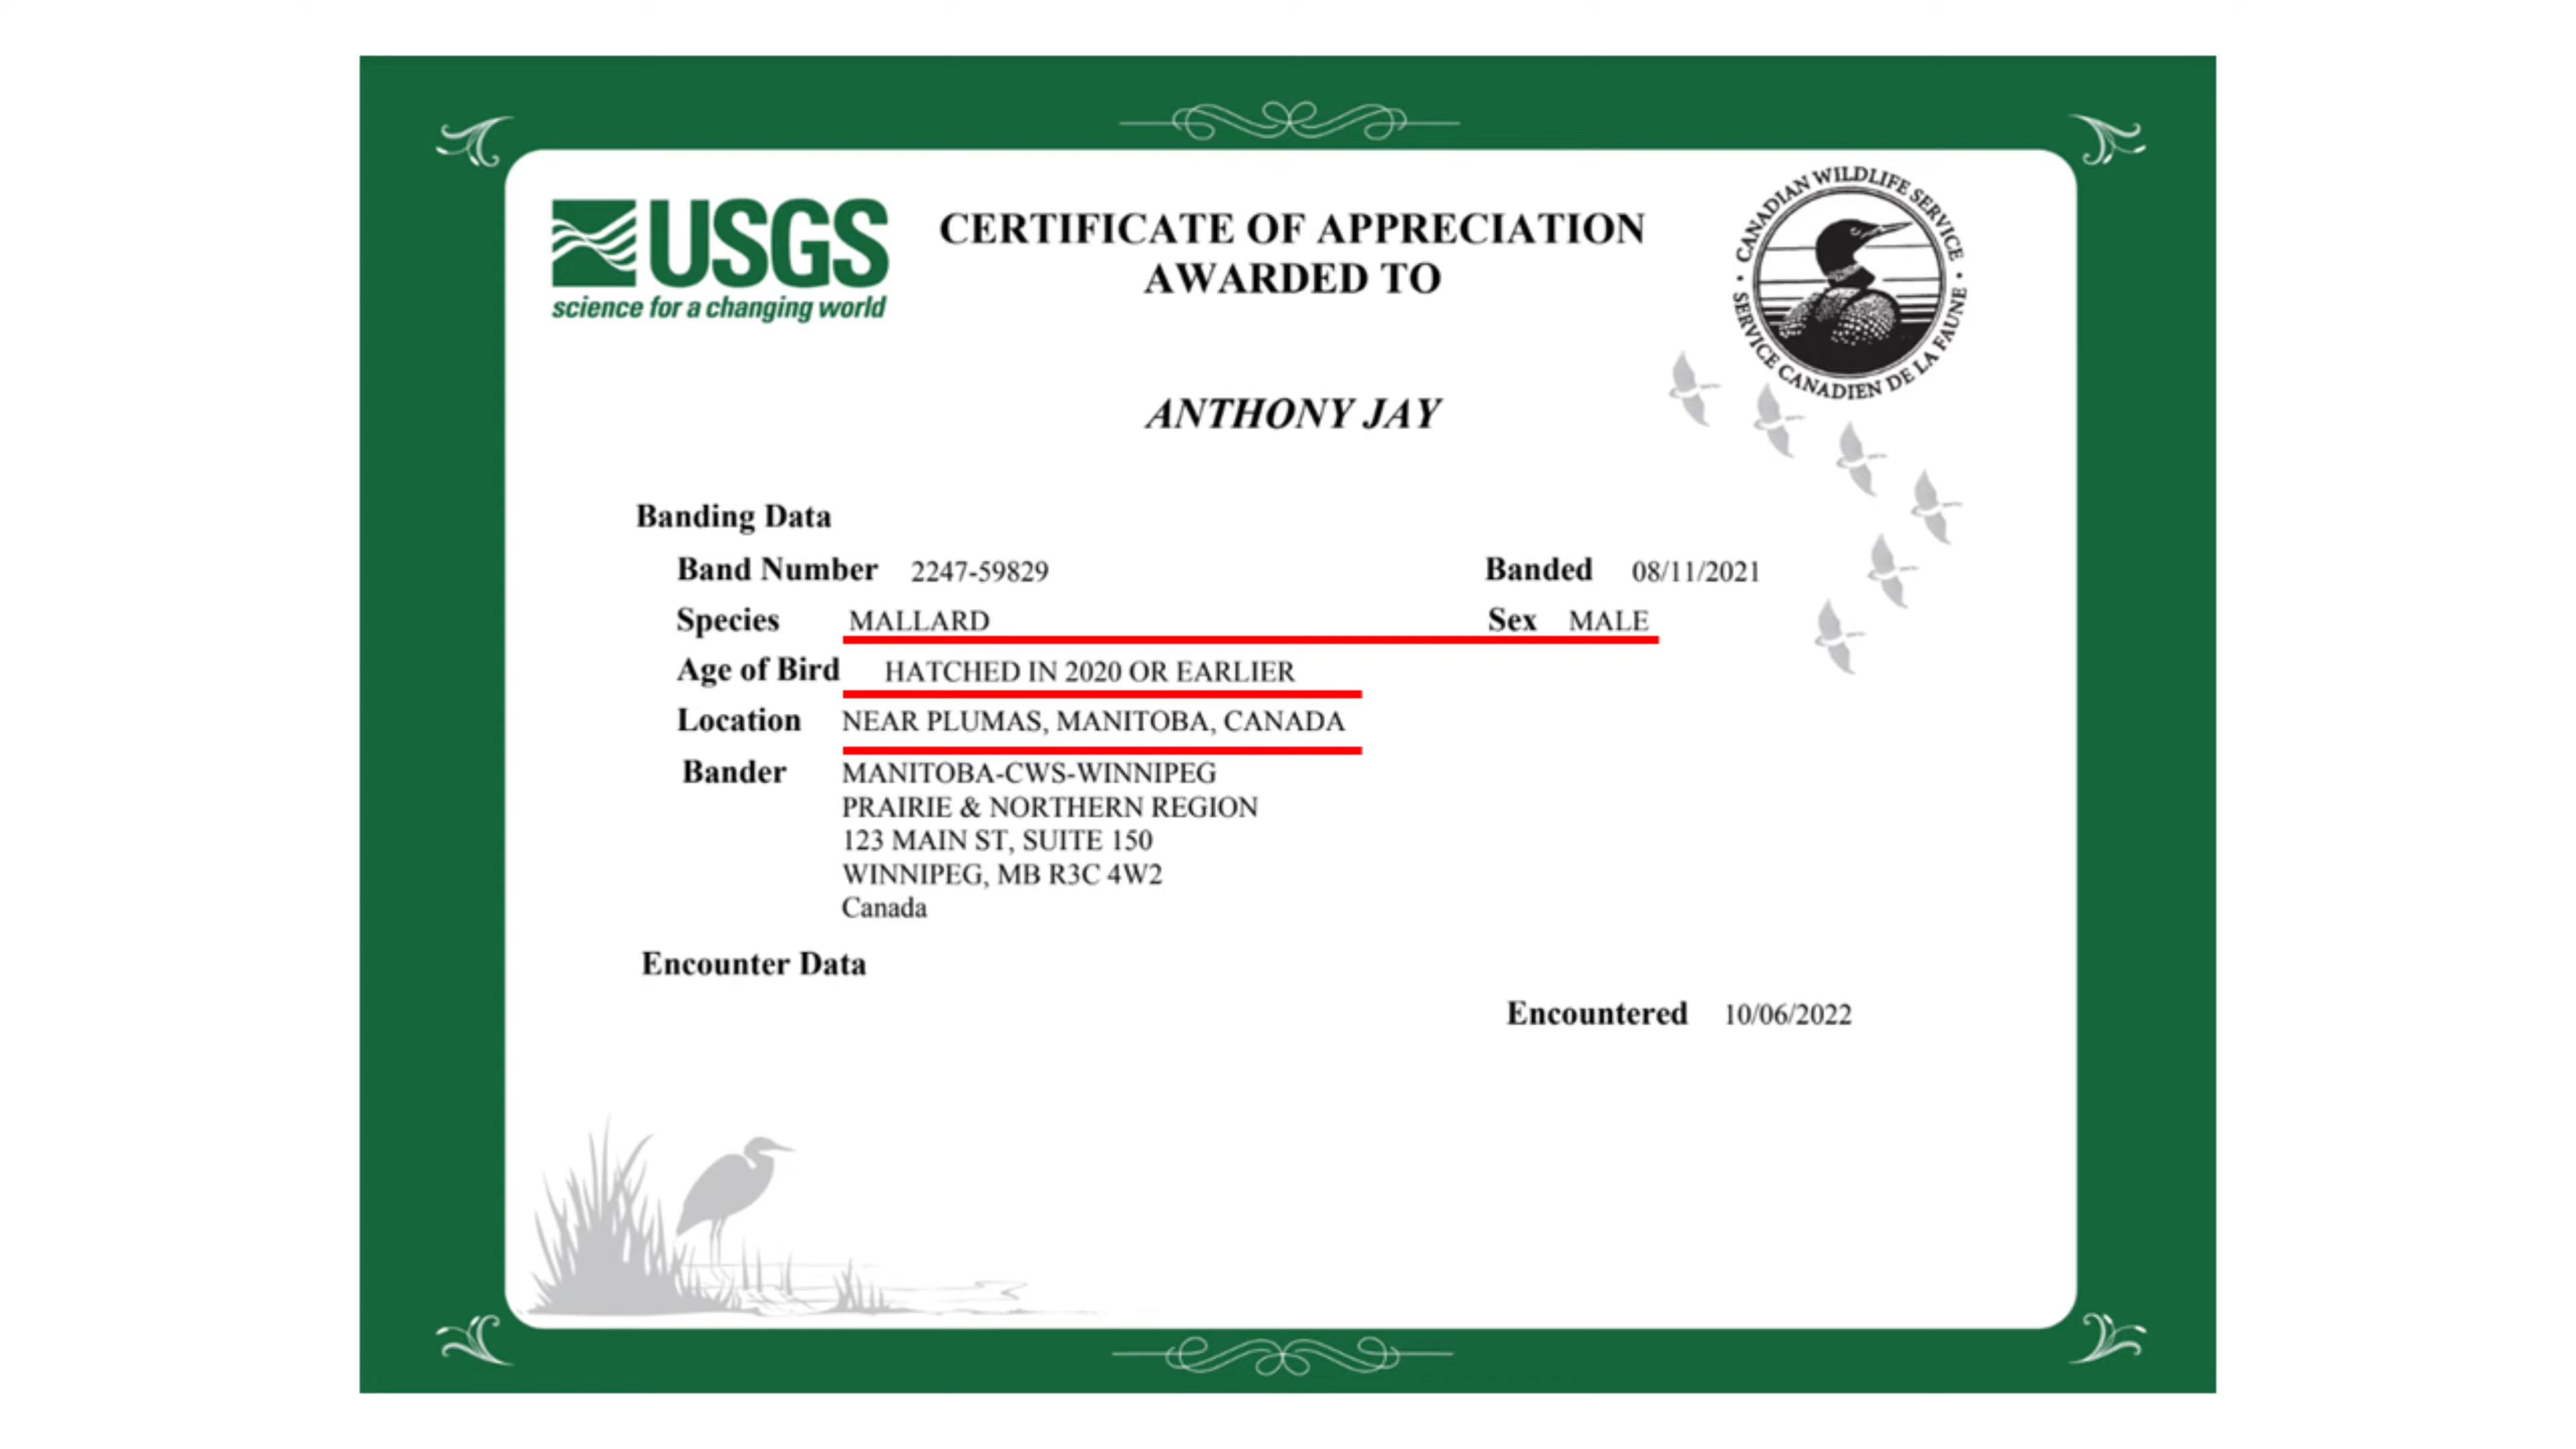 USGS
science for a changing world
CERTIFICATE OF APPRECIATION
AWARDED TO
CANADIAN WILDLIFE SERVICE • SERVICE CANADIEN DE LA FAUNE •
ANTHONY JAY
Banding Data
Band Number 2247-59829 Banded 08/11/2021
Species MALLARD Sex MALE
Age of Bird HATCHED IN 2020 OR EARLIER
Location NEAR PLUMAS, MANITOBA, CANADA
Bander MANITOBA-CWS-WINNIPEG
PRAIRIE & NORTHERN REGION
123 MAIN ST, SUITE 150
WINNIPEG, MB R3C 4W2
Canada
Encounter Data
Encountered 10/06/2022